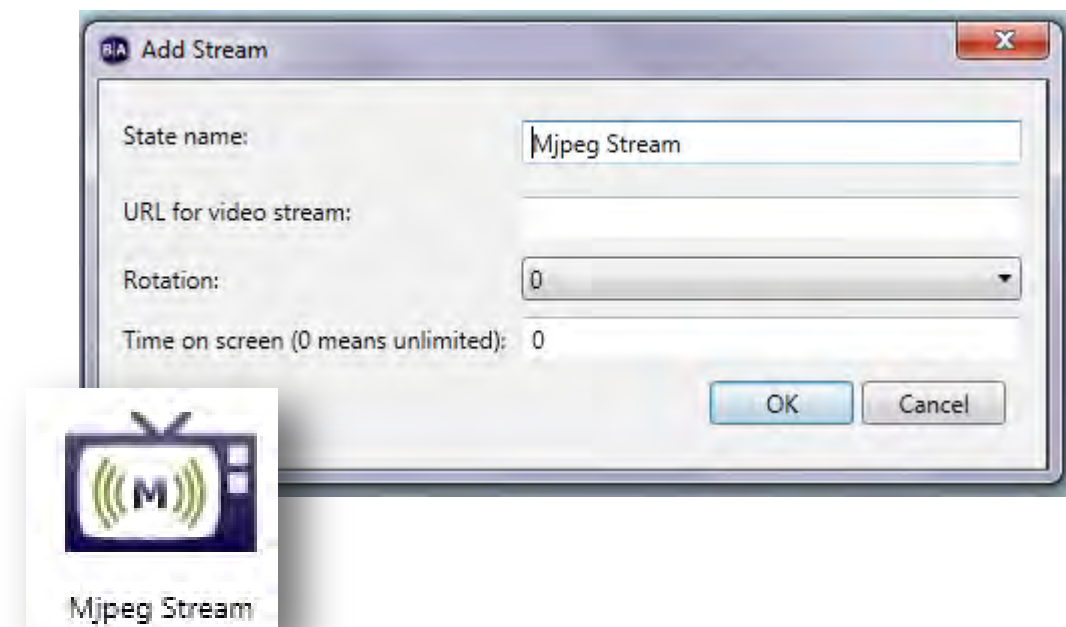 BA Add Stream
State name: Mjpeg Stream
URL for video stream:
Rotation: 0
Time on screen (0 means unlimited): 0
OK Cancel
((M))
Mjpeg Stream